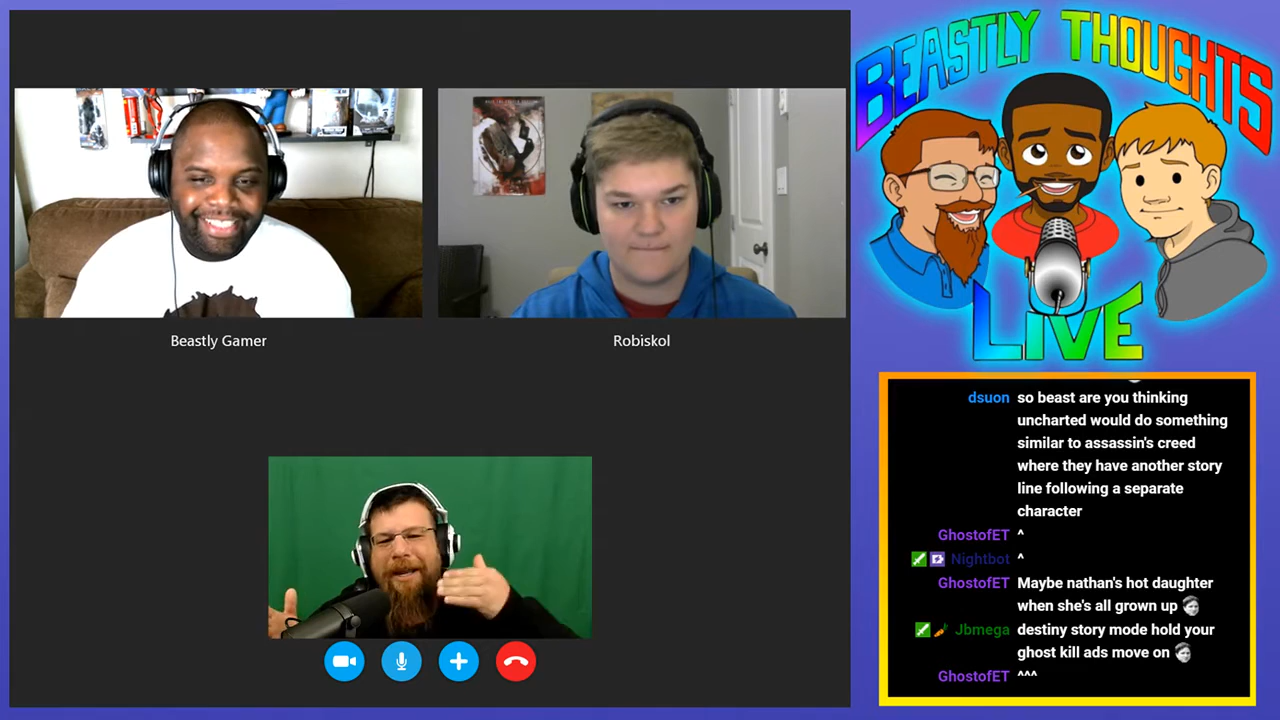 BEASTLY THOUGHTS
LIVE
Beastly Gamer
Robiskol
dsuon so beast are you thinking
uncharted would do something
similar to assassin's creed
where they have another story
line following a separate
character
GhostofET ^
Nightbot ^
GhostofET Maybe nathan's hot daughter
when she's all grown up
Jbmega destiny story mode hold your
ghost kill ads move on
GhostofET ^^^